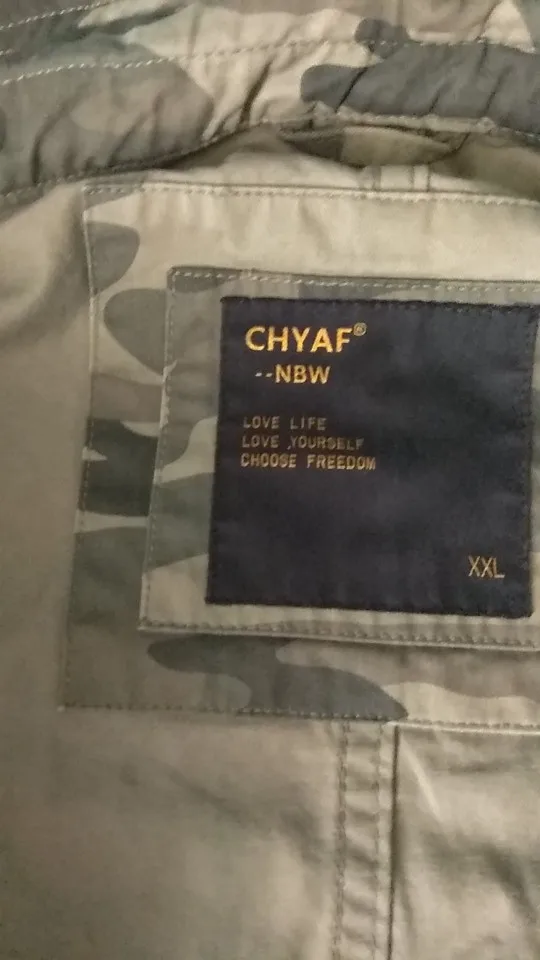 CHYAF®
--NBW
LOVE LIFE
LOVE YOURSELF
CHOOSE FREEDOM
XXL